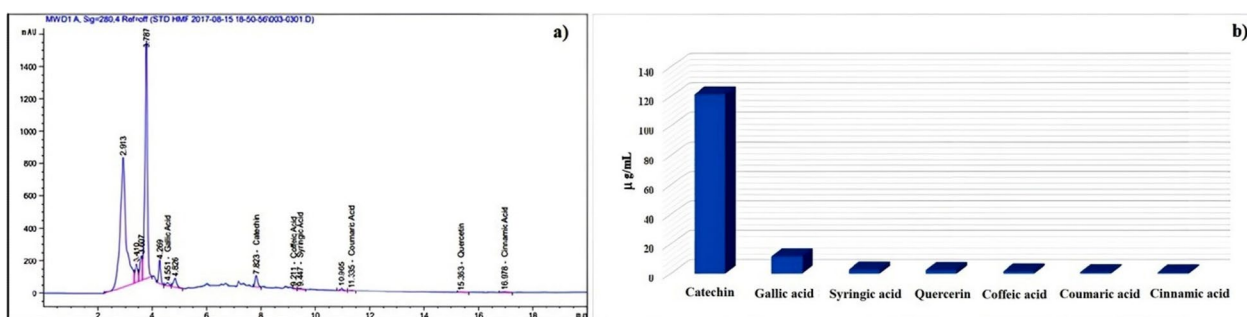 MWD1 A, Sig=280,4 Ref=off (STD HMF 2017-08-15 18-50-56\003-0301.D)
a)
mAU
1600
1400
1200
1000
800
600
400
200
0
2.913
3.410
3.607
3.787
4.269
4.551 - Gallic Acid
4.826
7.823 - Catechin
9.211 - Coffeic Acid
9.447 - Syringic Acid
10.965
11.335 - Coumaric Acid
15.363 - Quercetin
16.978 - Cinnamic Acid
2 4 6 8 10 12 14 16 18
b)
140
120
100
80
60
40
20
0
µ g/mL
Catechin Gallic acid Syringic acid Quercerin Coffeic acid Coumaric acid Cinnamic acid